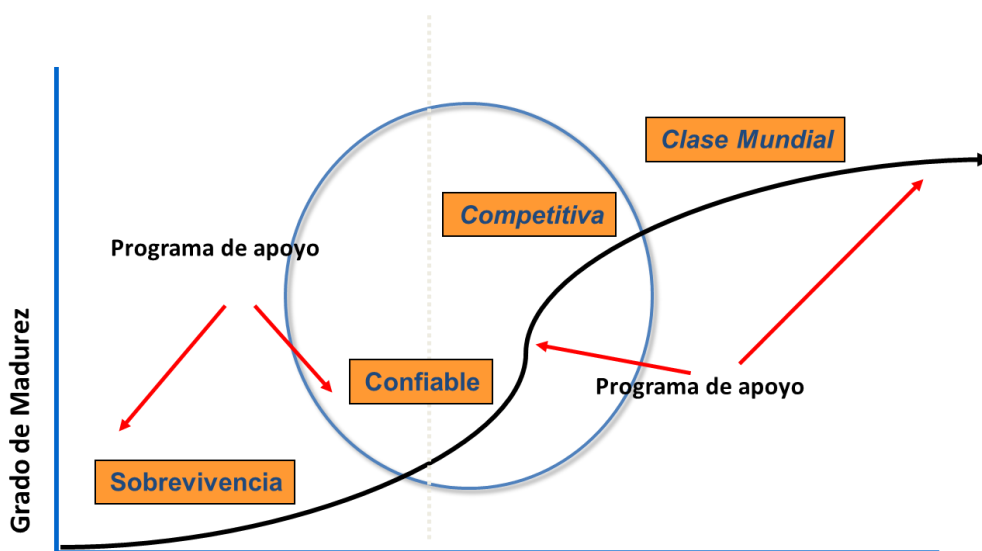 Clase Mundial
Competitiva
Programa de apoyo
Confiable
Programa de apoyo
Sobrevivencia
Grado de Madurez